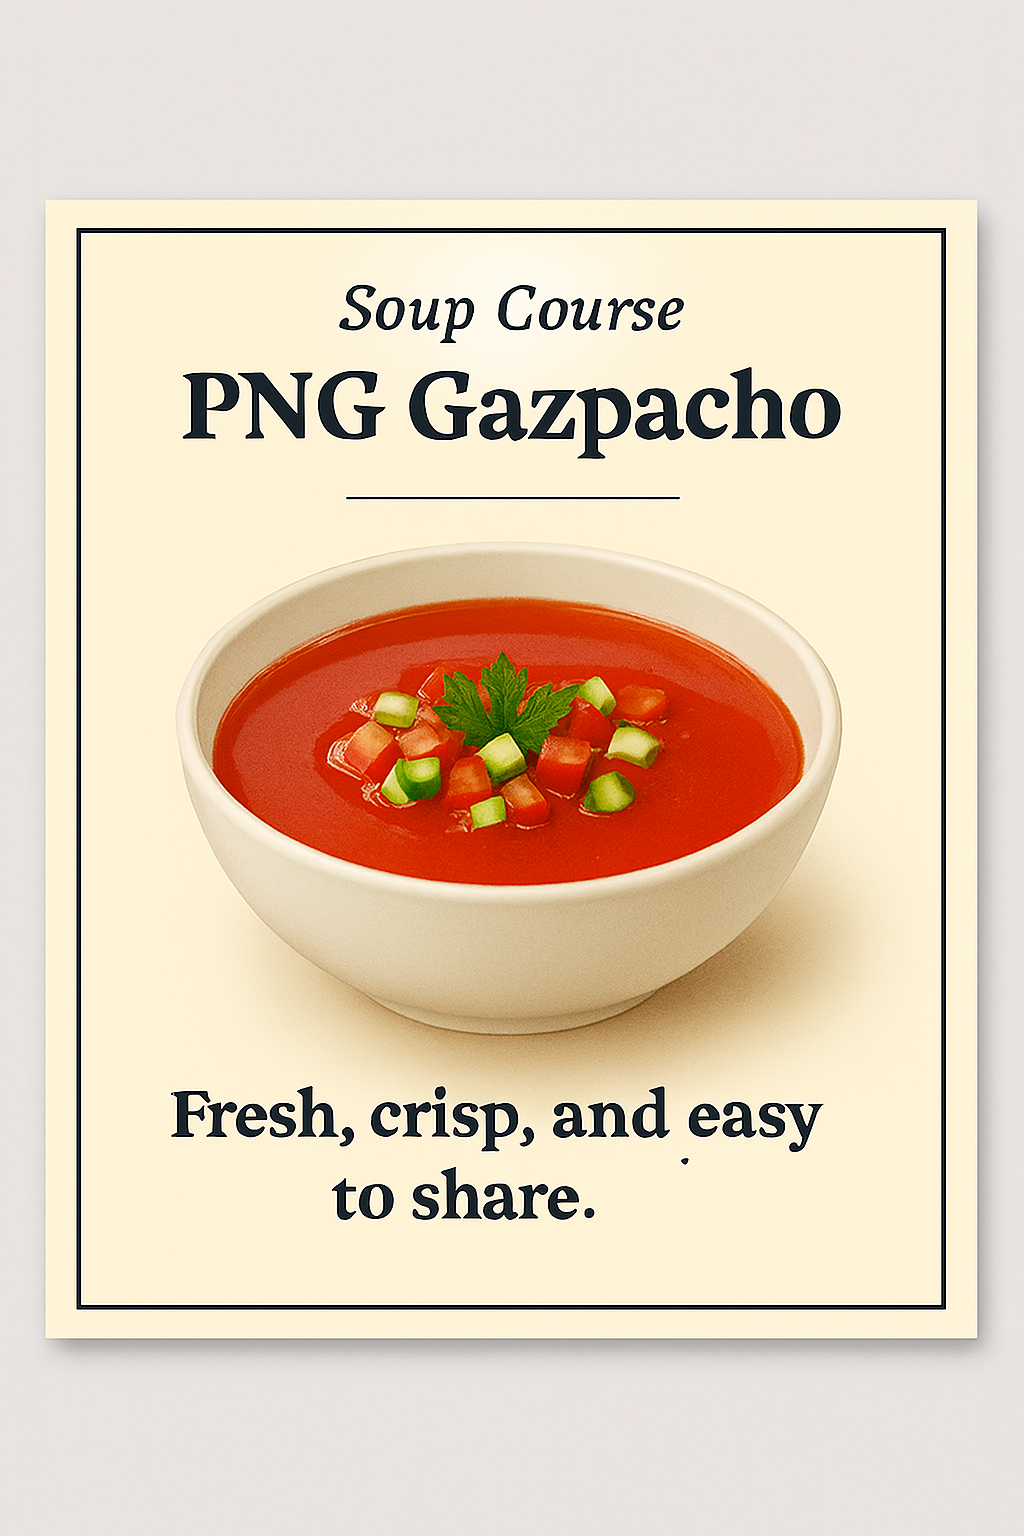 Soup Course
PNG Gazpacho
Fresh, crisp, and easy
to share.